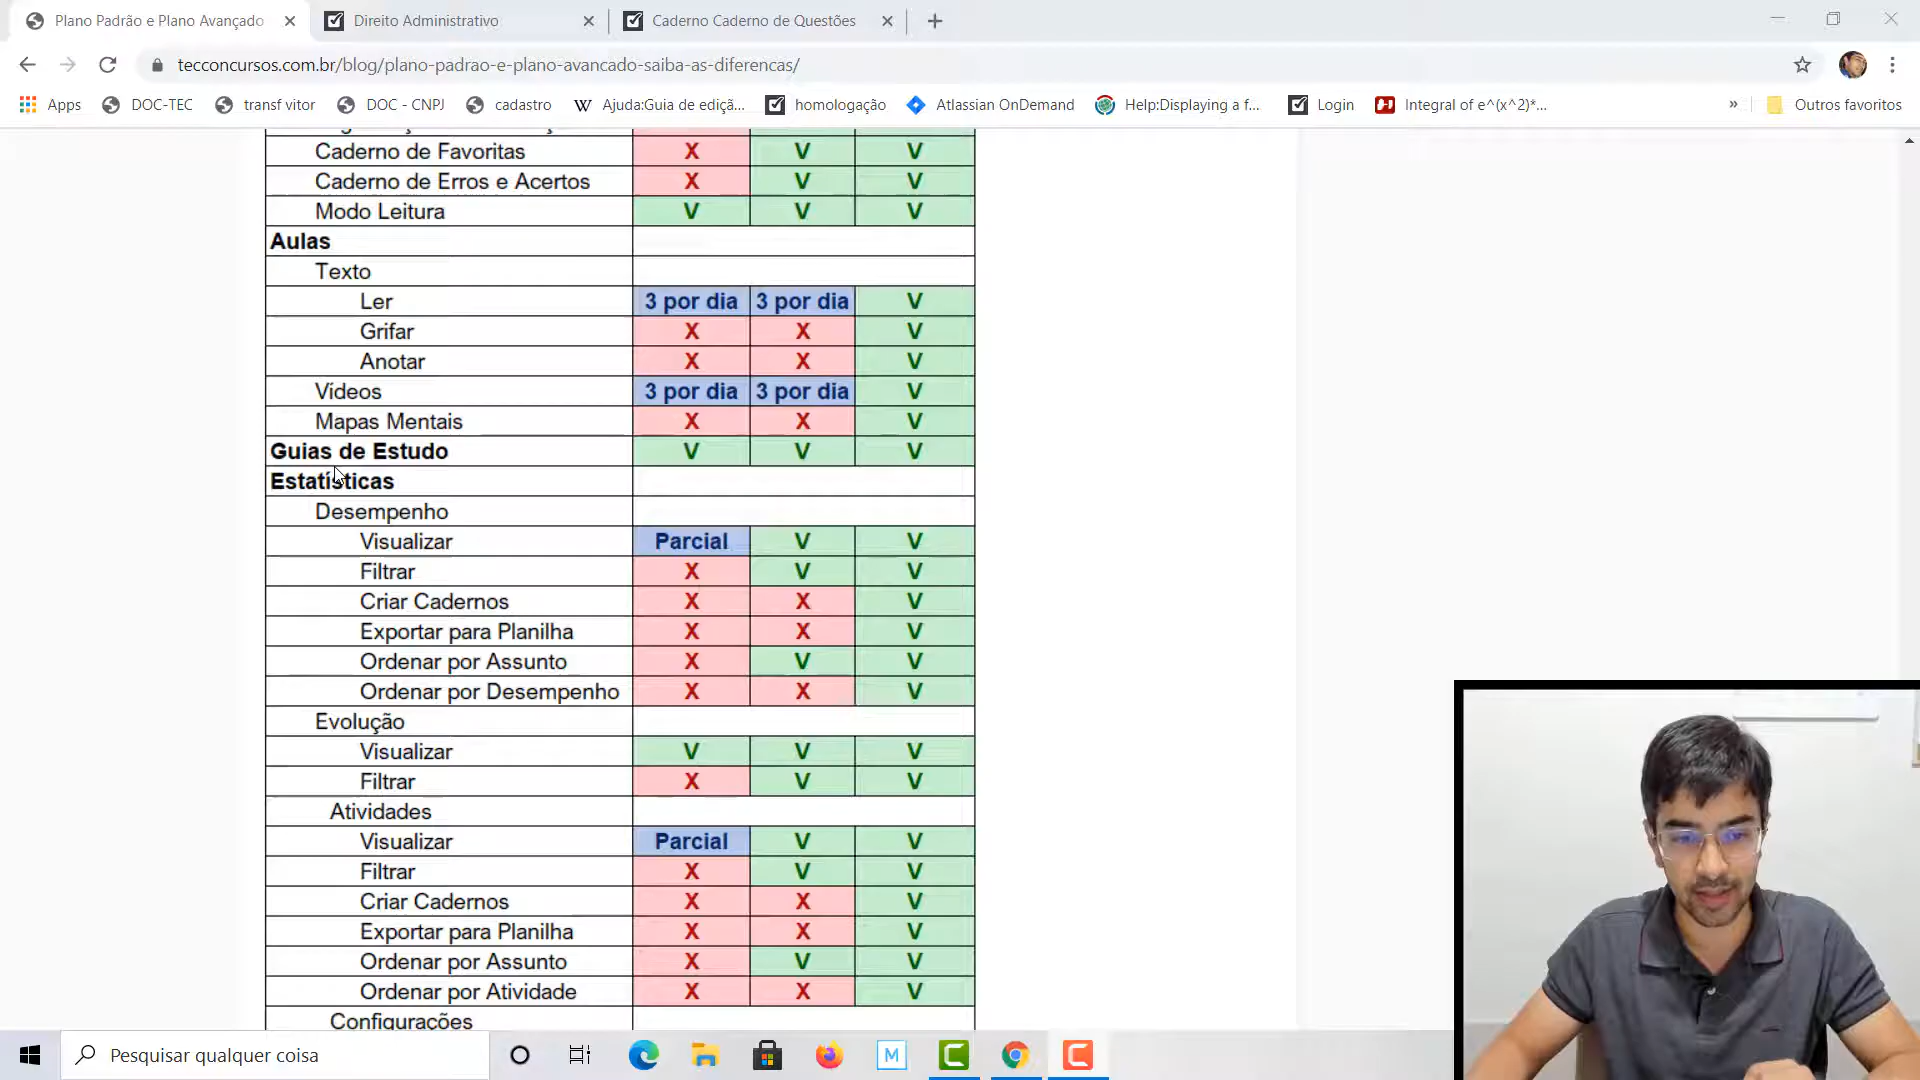 Plano Padrão e Plano Avançado
Direito Administrativo
Caderno Caderno de Questões
tecconcursos.com.br/blog/plano-padrao-e-plano-avancado-saiba-as-diferencas/
Apps DOC-TEC transf vitor DOC - CNPJ cadastro Ajuda:Guia de ediçã... homologação Atlassian OnDemand Help:Displaying a f... Login Integral of e^(x^2)*... » Outros favoritos
Caderno de Favoritas X V V
Caderno de Erros e Acertos X V V
Modo Leitura V V V
Aulas
Texto
Ler 3 por dia 3 por dia V
Grifar X X V
Anotar X X V
Vídeos 3 por dia 3 por dia V
Mapas Mentais X X V
Guias de Estudo V V V
Estatísticas
Desempenho
Visualizar Parcial V V
Filtrar X V V
Criar Cadernos X X V
Exportar para Planilha X X V
Ordenar por Assunto X V V
Ordenar por Desempenho X X V
Evolução
Visualizar V V V
Filtrar X V V
Atividades
Visualizar Parcial V V
Filtrar X V V
Criar Cadernos X X V
Exportar para Planilha X X V
Ordenar por Assunto X V V
Ordenar por Atividade X X V
Configurações
Pesquisar qualquer coisa
M